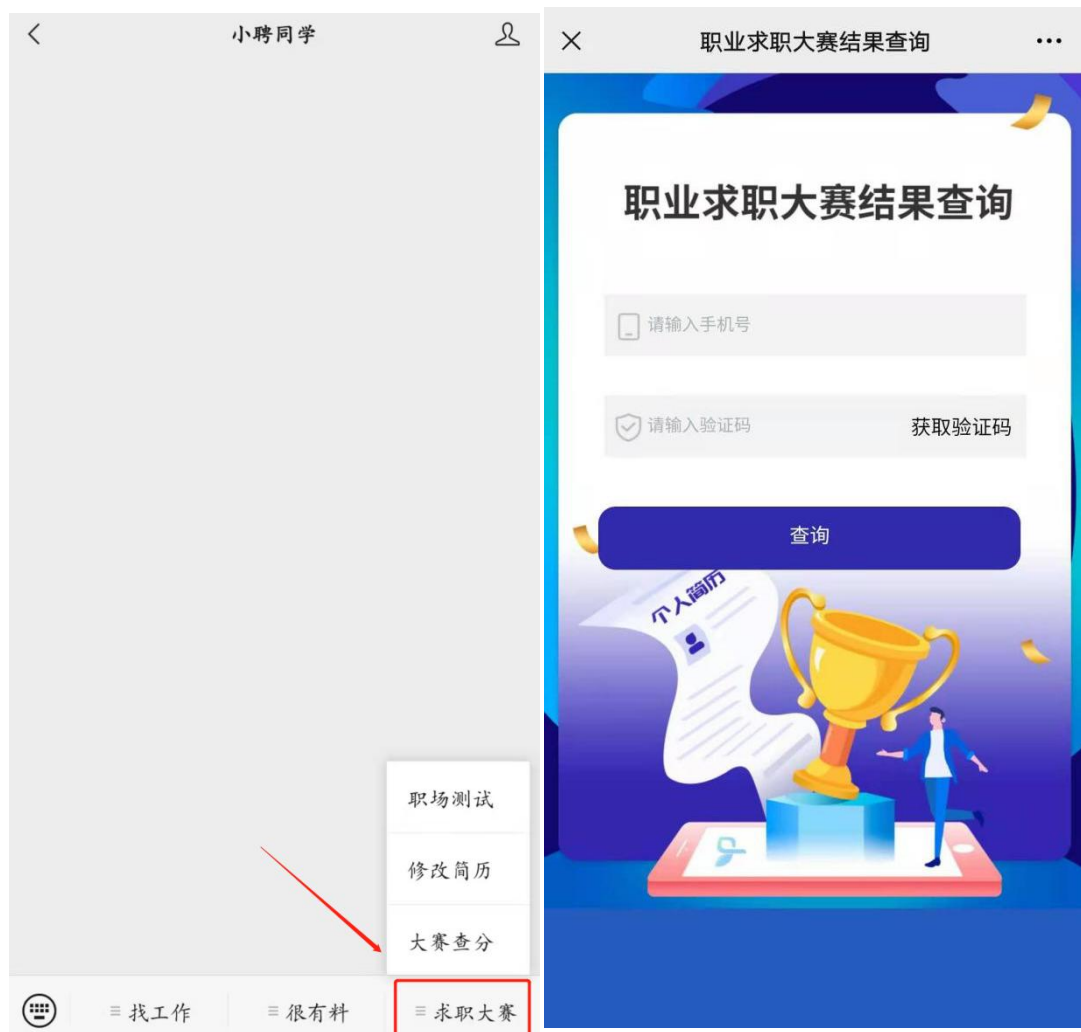 小聘同学
职场测试
修改简历
大赛查分
找工作
很有料
求职大赛
职业求职大赛结果查询
职业求职大赛结果查询
请输入手机号
请输入验证码 获取验证码
查询
个人简历